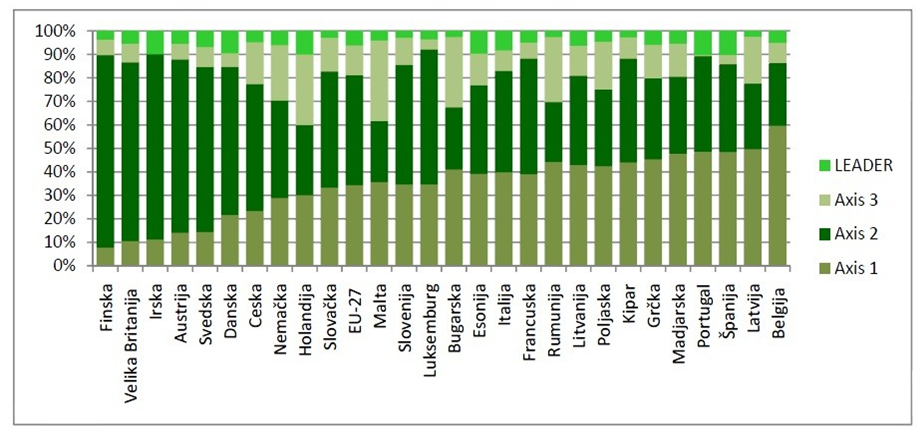 100%
90%
80%
70%
60%
50%
40%
30%
20%
10%
0%
Finska
Velika Britanija
Irska
Austrija
Svedska
Danska
Ceska
Nemačka
Holandija
Slovačka
EU-27
Malta
Slovenija
Luksemburg
Bugarska
Esonija
Italija
Francuska
Rumunija
Litvanija
Poljaska
Kipar
Grčka
Madjarska
Portugal
Španija
Latvija
Belgija
LEADER
Axis 3
Axis 2
Axis 1